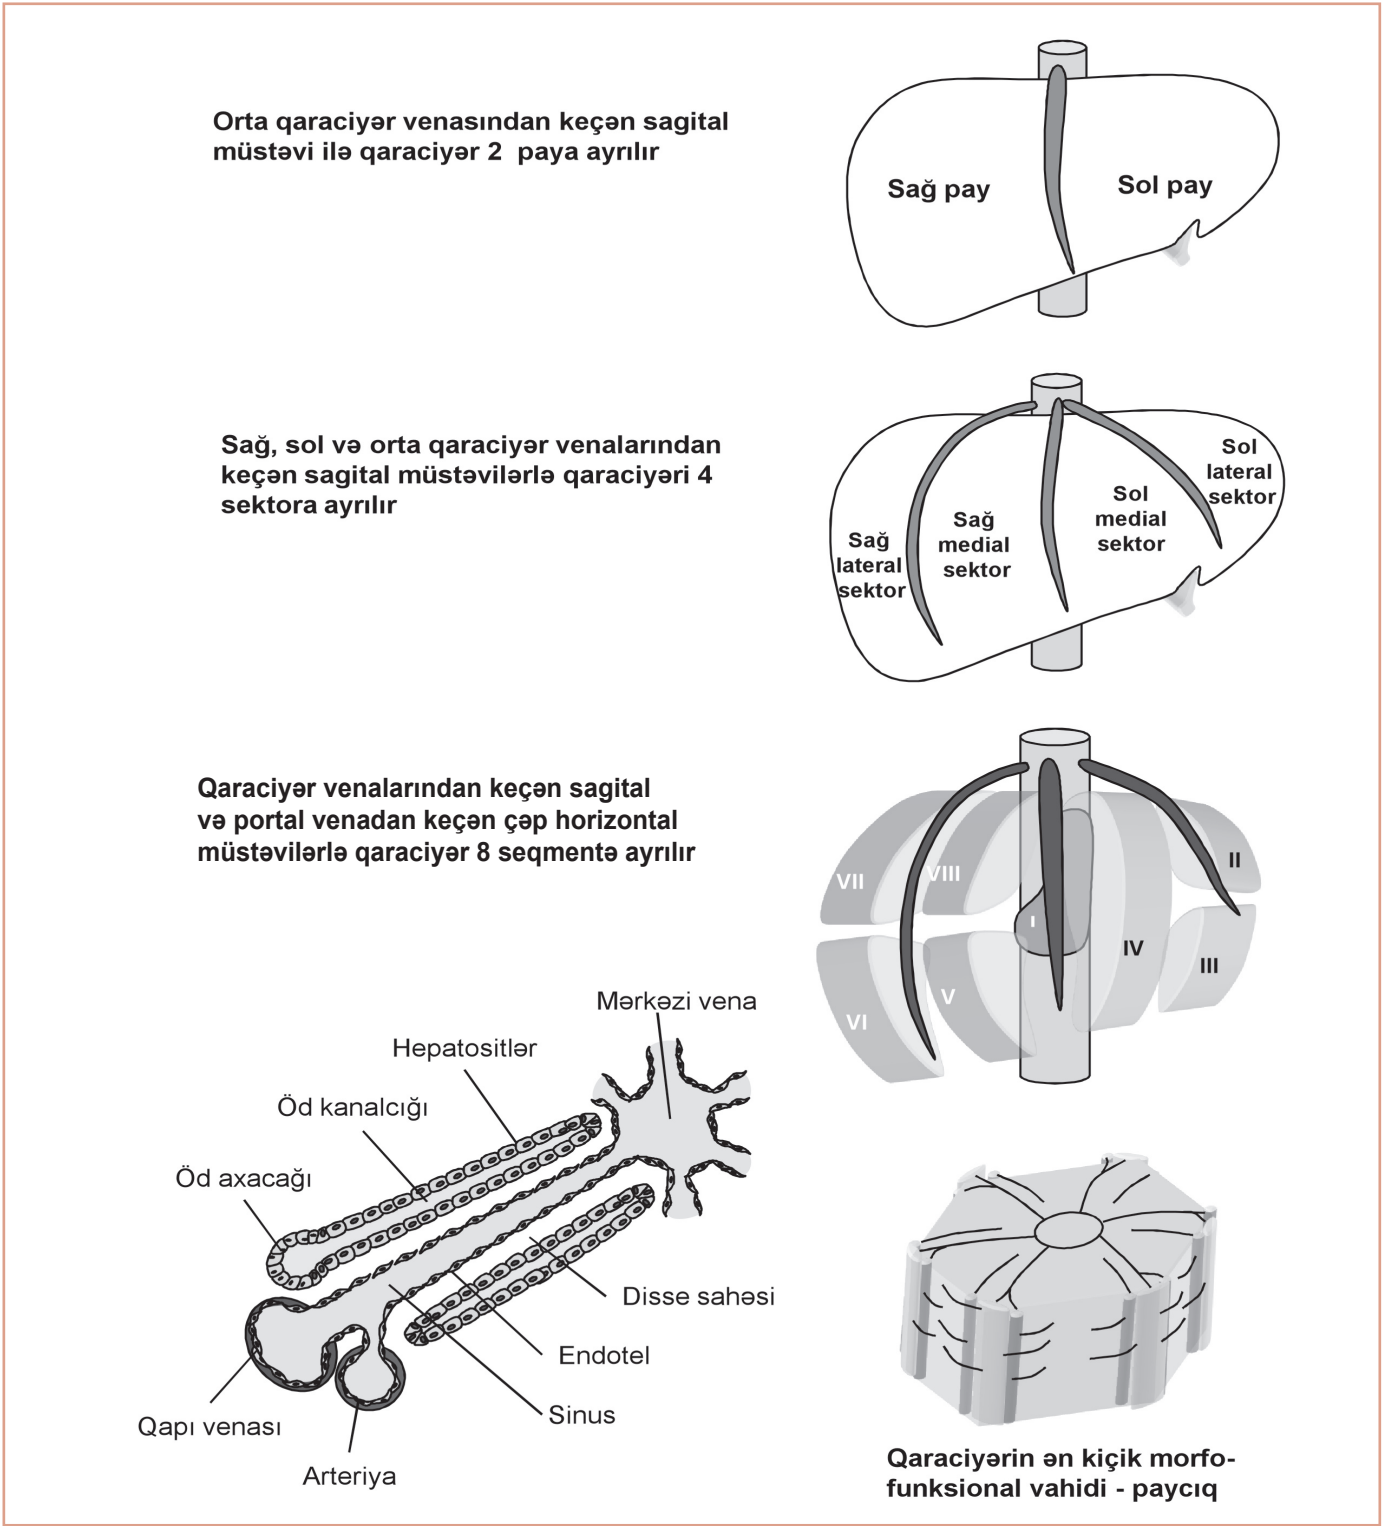 Orta qaraciyər venasından keçən sagital
müstəvi ilə qaraciyər 2 paya ayrılır
Sağ pay
Sol pay
Sağ, sol və orta qaraciyər venalarından
keçən sagital müstəvilərlə qaraciyəri 4
sektora ayrılır
Sağ
lateral
sektor
Sağ
medial
sektor
Sol
medial
sektor
Sol
lateral
sektor
Qaraciyər venalarından keçən sagital
və portal venadan keçən çəp horizontal
müstəvilərlə qaraciyər 8 seqmentə ayrılır
VII
VIII
I
II
IV
III
V
VI
Mərkəzi vena
Hepatositlər
Öd kanalcığı
Öd axacağı
Disse sahəsi
Endotel
Sinus
Qapı venası
Arteriya
Qaraciyərin ən kiçik morfo-
funksional vahidi - paycıq